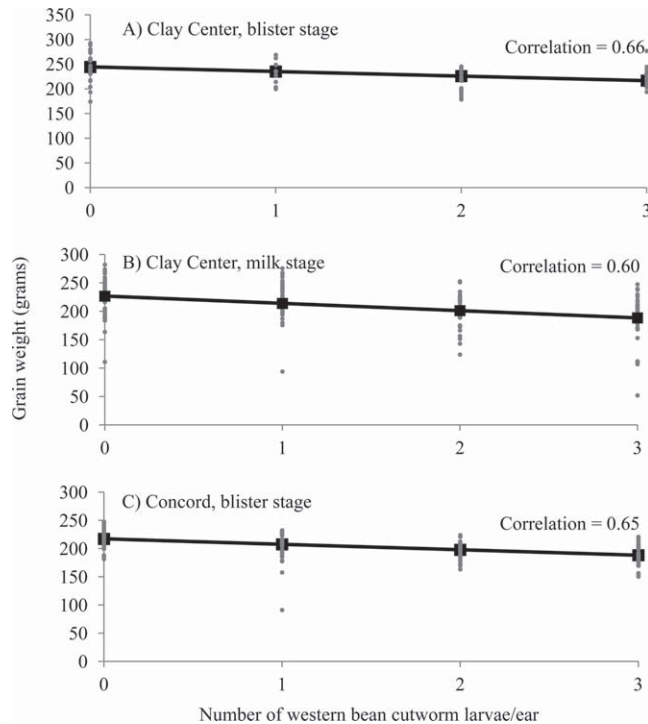 350
A) Clay Center, blister stage
300
Correlation = 0.66
250
200
150
100
50
0
0 1 2 3
300
B) Clay Center, milk stage
Correlation = 0.60
250
200
150
100
50
0
0 1 2 3
Grain weight (grams)
300
C) Concord, blister stage
250
Correlation = 0.65
200
150
100
50
0
0 1 2 3
Number of western bean cutworm larvae/ear